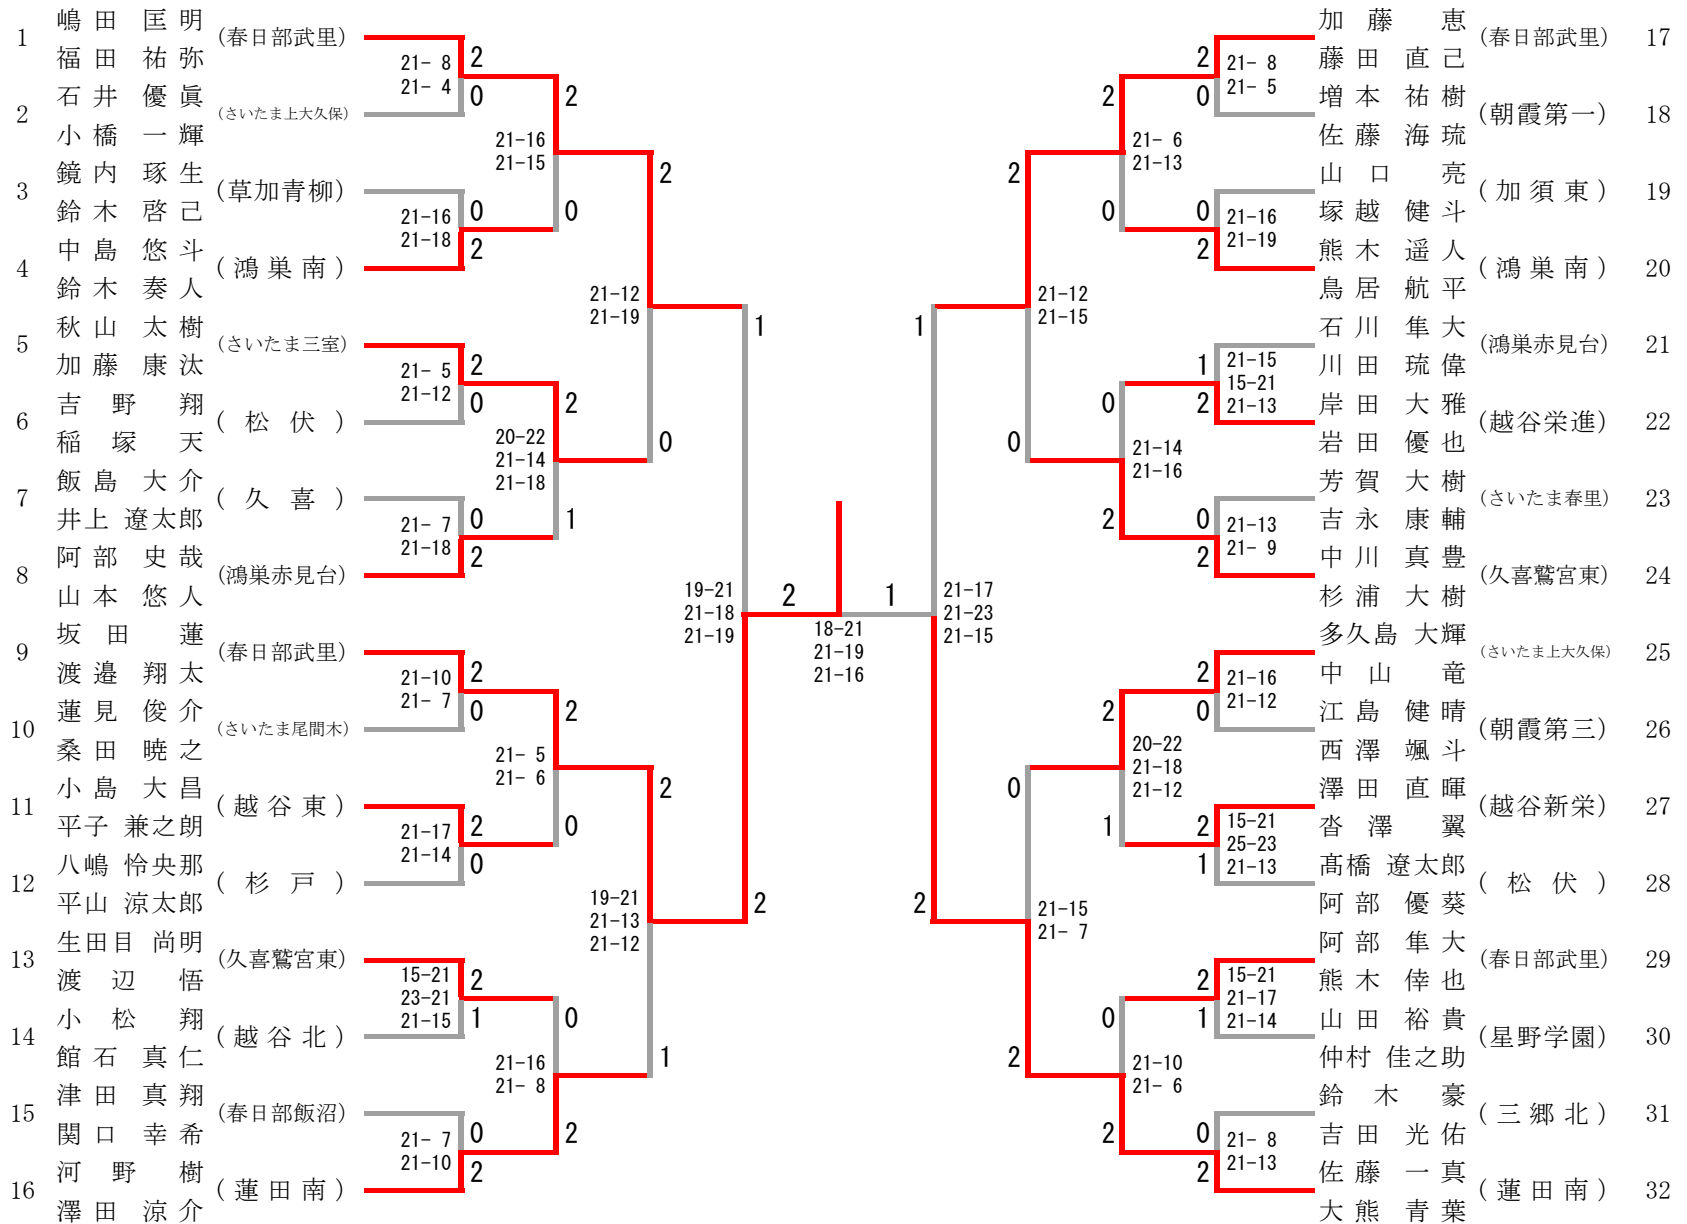 1 嶋田 匡明 (春日部武里)
福田 祐弥
2 石井 優眞 (さいたま上大久保)
小橋 一輝
3 鏡内 琢生 (草加青柳)
鈴木 啓己
4 中島 悠斗 (鴻巣南)
鈴木 奏人
5 秋山 太樹 (さいたま三室)
加藤 康汰
6 吉野 翔 (松伏)
稲塚 天
7 飯島 大介 (久喜)
井上 遼太郎
8 阿部 史哉 (鴻巣赤見台)
山本 悠人
9 坂田 蓮 (春日部武里)
渡邉 翔太
10 蓮見 俊介 (さいたま尾間木)
桑田 暁之
11 小島 大昌 (越谷東)
平子 兼之朗
12 八嶋 怜央那 (杉戸)
平山 涼太郎
13 生田目 尚明 (久喜鷲宮東)
渡辺 悟
14 小松 翔 (越谷北)
館石 真仁
15 津田 真翔 (春日部飯沼)
関口 幸希
16 河野 樹 (蓮田南)
澤田 涼介
21- 8 2
21- 4 0
21-16 0
21-18 2
21- 5 2
21-12 0
21- 7 0
21-18 2
21-10 2
21- 7 0
21-17 2
21-14 0
15-21 2
23-21
21-15 1
21- 7 0
21-10 2
2
21-16
21-15
0
2
20-22
21-14
21-18
1
2
21- 5
21- 6
0
0
21-16
21- 8
2
2
21-12
21-19
0
2
19-21
21-13
21-12
1
1
19-21
21-18
21-19
2
2 1
18-21
21-19
21-16
1
21-17
21-23
21-15
2
2
21-12
21-15
0
0
21-15
21- 7
2
2
21- 6
21-13
0
0
21-14
21-16
2
2
20-22
21-18
21-12
1
0
21-10
21- 6
2
2 21- 8
0 21- 5
0 21-16
2 21-19
1 21-15
15-21
2 21-13
0 21-13
2 21- 9
2 21-16
0 21-12
2 15-21
25-23
1 21-13
2 15-21
21-17
1 21-14
0 21- 8
2 21-13
加藤 恵 (春日部武里) 17
藤田 直己
増本 祐樹 (朝霞第一) 18
佐藤 海琉
山口 亮 (加須東) 19
塚越 健斗
熊木 遥人 (鴻巣南) 20
鳥居 航平
石川 隼大 (鴻巣赤見台) 21
川田 琉偉
岸田 大雅 (越谷栄進) 22
岩田 優也
芳賀 大樹 (さいたま春里) 23
吉永 康輔
中川 真豊 (久喜鷲宮東) 24
杉浦 大樹
多久島 大輝 (さいたま上大久保) 25
中山 竜
江島 健晴 (朝霞第三) 26
西澤 颯斗
澤田 直暉 (越谷新栄) 27
沓澤 翼
髙橋 遼太郎 (松伏) 28
阿部 優葵
阿部 隼大 (春日部武里) 29
熊木 倖也
山田 裕貴 (星野学園) 30
仲村 佳之助
鈴木 豪 (三郷北) 31
吉田 光佑
佐藤 一真 (蓮田南) 32
大熊 青葉